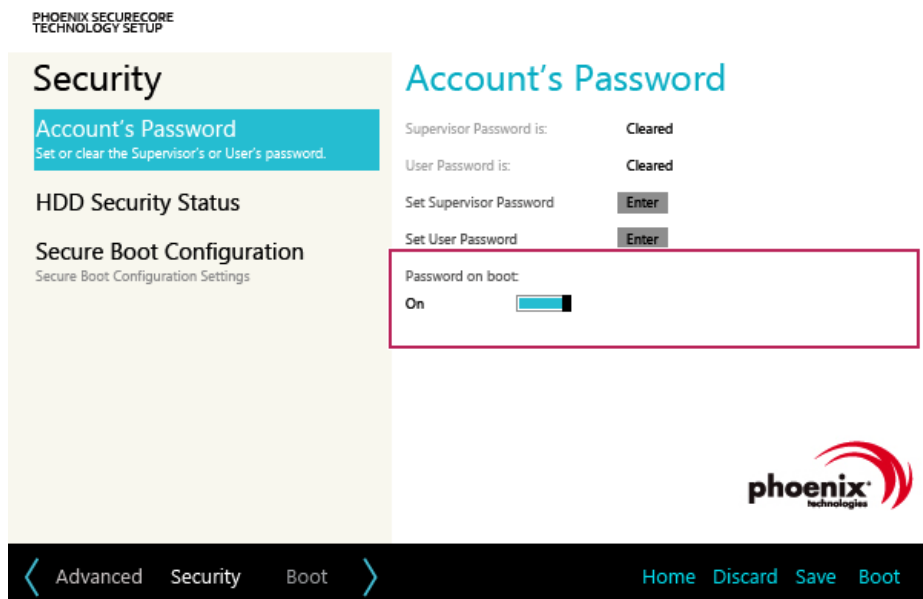 PHOENIX SECURECORE
TECHNOLOGY SETUP
Security
Account's Password
Set or clear the Supervisor's or User's password.
HDD Security Status
Secure Boot Configuration
Secure Boot Configuration Settings
Account's Password
Supervisor Password is: Cleared
User Password is: Cleared
Set Supervisor Password Enter
Set User Password Enter
Password on boot:
On
phoenix
technologies
Advanced Security Boot Home Discard Save Boot